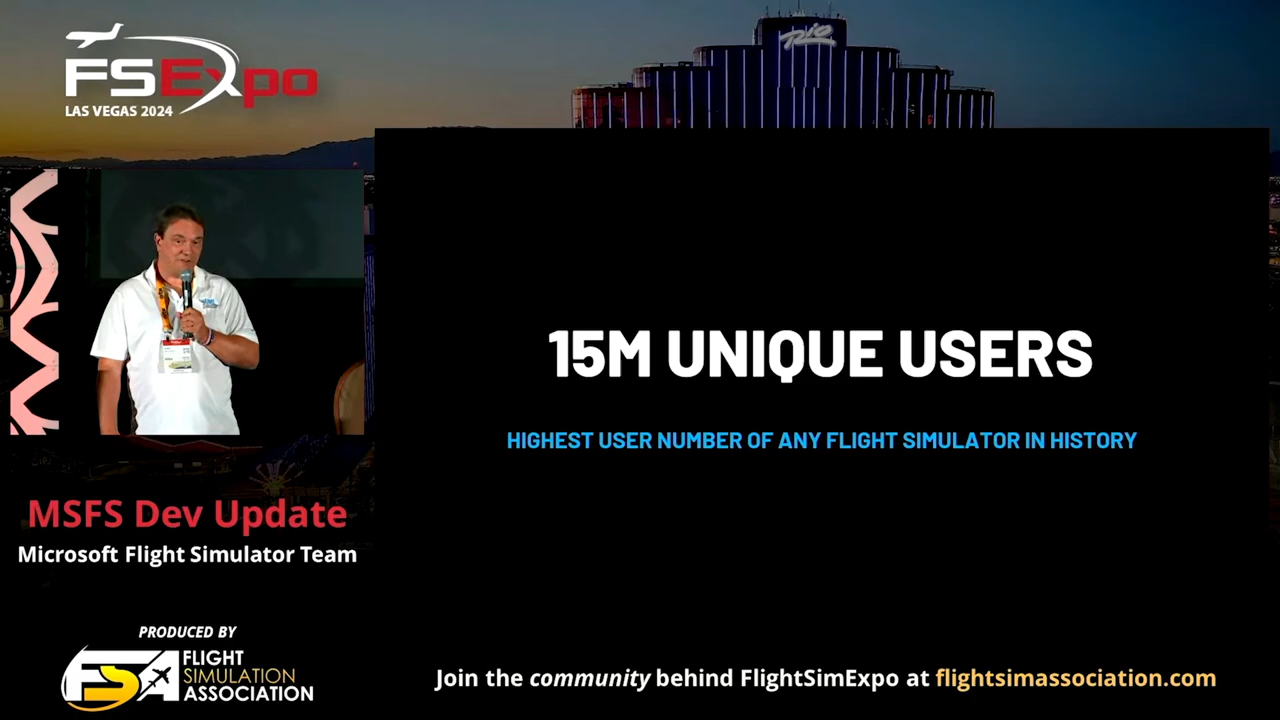 FSExpo
LAS VEGAS 2024
Rio
15M UNIQUE USERS
HIGHEST USER NUMBER OF ANY FLIGHT SIMULATOR IN HISTORY
MSFS Dev Update
Microsoft Flight Simulator Team
PRODUCED BY
FSA
FLIGHT
SIMULATION
ASSOCIATION
Join the community behind FlightSimExpo at flightsimassociation.com